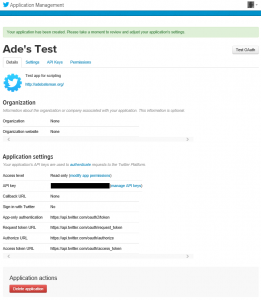 Application Management
Your application has been created. Please take a moment to review and adjust your application's settings.
Ade's Test
Test OAuth
Details Settings API Keys Permissions
Test app for scripting
Organization
Information about the organization or company associated with your application. This information is optional.
Organization None
Organization website None
Application settings
Your application's API keys are used to authenticate requests to the Twitter Platform.
Access level Read-only (modify app permissions)
API key (manage API keys)
Callback URL None
Sign in with Twitter No
App-only authentication https://api.twitter.com/oauth2/token
Request token URL https://api.twitter.com/oauth/request_token
Authorize URL https://api.twitter.com/oauth/authorize
Access token URL https://api.twitter.com/oauth/access_token
Application actions
Delete application